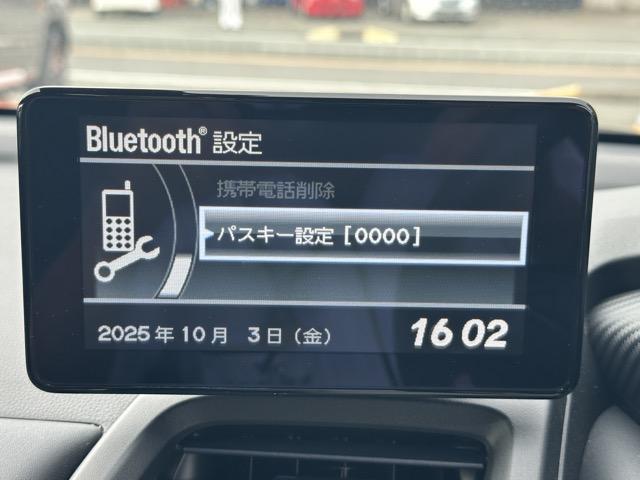 Bluetooth® 設定
携帯電話削除
パスキー設定 [0000]
2025年10月 3日（金） 16 02